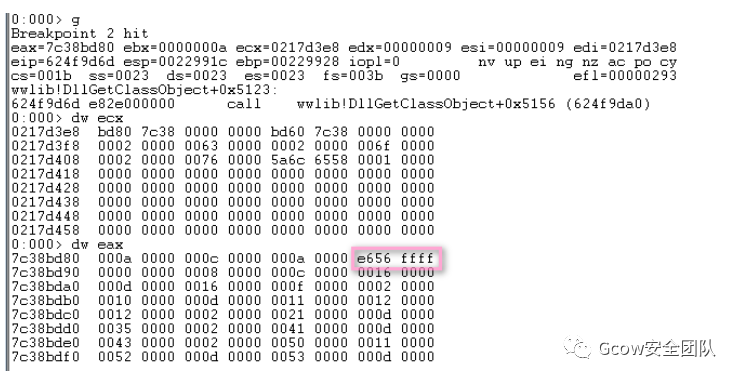 0:000> g
Breakpoint 2 hit
eax=7c38bd80 ebx=0000000a ecx=0217d3e8 edx=00000009 esi=00000009 edi=0217d3e8
eip=624f9d6d esp=0022991c ebp=00229928 iopl=0 nv up ei ng nz ac po cy
cs=001b ss=0023 ds=0023 es=0023 fs=003b gs=0000 efl=00000293
wwlib!DllGetClassObject+0x5123:
624f9d6d e82e000000 call wwlib!DllGetClassObject+0x5156 (624f9da0)
0:000> dw ecx
0217d3e8 bd80 7c38 0000 0000 bd60 7c38 0000 0000
0217d3f8 0002 0000 0063 0000 0002 0000 006f 0000
0217d408 0002 0000 0076 0000 5a6c 6558 0001 0000
0217d418 0000 0000 0000 0000 0000 0000 0000 0000
0217d428 0000 0000 0000 0000 0000 0000 0000 0000
0217d438 0000 0000 0000 0000 0000 0000 0000 0000
0217d448 0000 0000 0000 0000 0000 0000 0000 0000
0217d458 0000 0000 0000 0000 0000 0000 0000 0000
0:000> dw eax
7c38bd80 000a 0000 000c 0000 000a 0000 e656 ffff
7c38bd90 0000 0000 0008 0000 000c 0000 0016 0000
7c38bda0 000d 0000 0016 0000 000f 0000 0002 0000
7c38bdb0 0010 0000 000d 0000 0011 0000 0012 0000
7c38bdc0 0012 0000 0002 0000 0021 0000 000d 0000
7c38bdd0 0035 0000 0002 0000 0041 0000 000d 0000
7c38bde0 0043 0000 0002 0000 0050 0000 0011 0000
7c38bdf0 0052 0000 000d 0000 0053 0000 000d 0000
Gcow安全团队